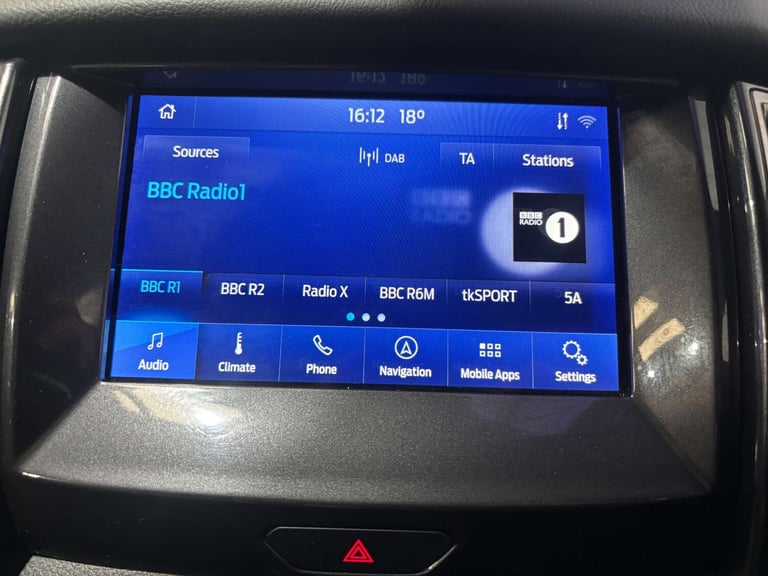 16:12 18°
Sources
DAB
TA
Stations
BBC Radio1
BBC
RADIO
1
BBC R1
BBC R2
Radio X
BBC R6M
tkSPORT
5A
Audio
Climate
Phone
Navigation
Mobile Apps
Settings